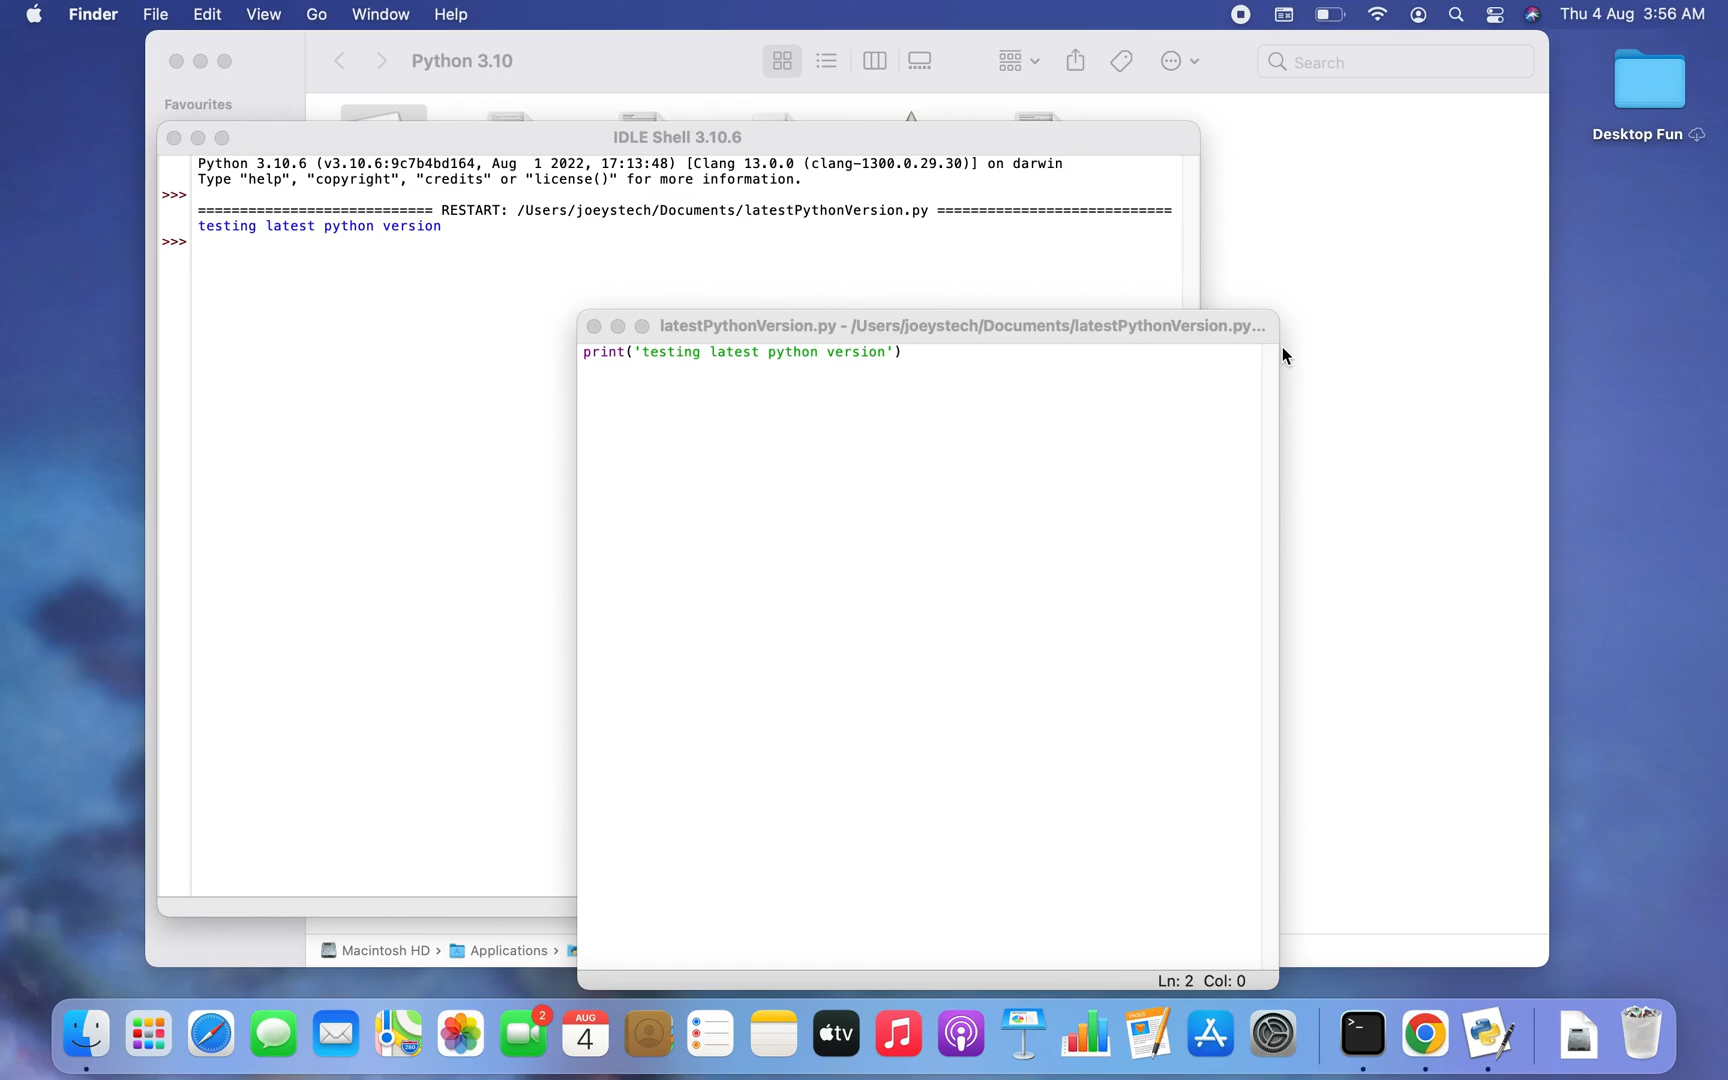 Finder File Edit View Go Window Help Thu 4 Aug 3:56 AM
Python 3.10
Search
Favourites
Desktop Fun
IDLE Shell 3.10.6
Python 3.10.6 (v3.10.6:9c7b4bd164, Aug  1 2022, 17:13:48) [Clang 13.0.0 (clang-1300.0.29.30)] on darwin
Type "help", "copyright", "credits" or "license()" for more information.
>>>
============================ RESTART: /Users/joeystech/Documents/latestPythonVersion.py ============================
testing latest python version
>>>
latestPythonVersion.py - /Users/joeystech/Documents/latestPythonVersion.py...
print('testing latest python version')
Macintosh HD › Applications ›
Ln: 2 Col: 0
2
AUG
4
280
tv
PAGES
>_